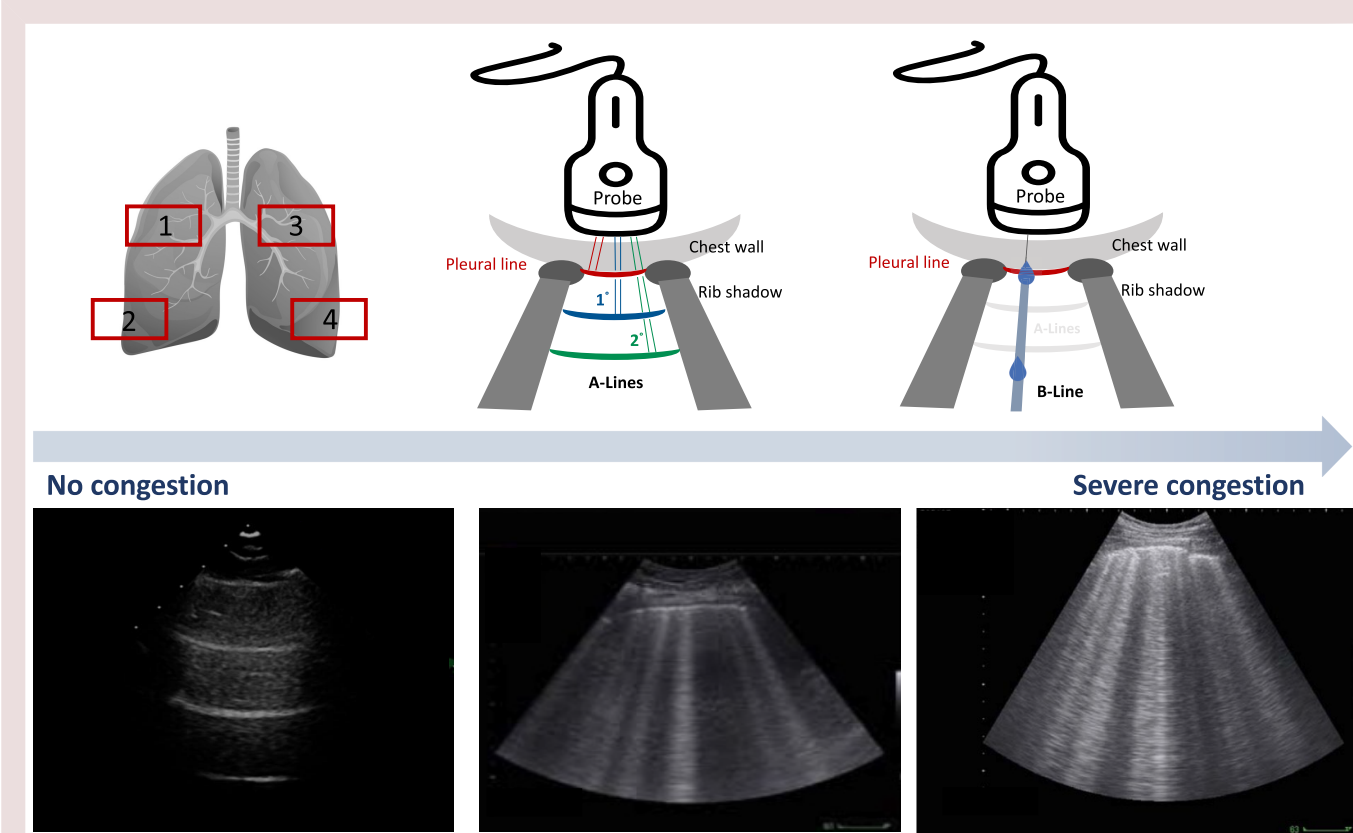 1
3
2
4
Probe
Chest wall
Pleural line
Rib shadow
1°
2°
A-Lines
Probe
Chest wall
Pleural line
Rib shadow
A-Lines
B-Line
No congestion
Severe congestion
63